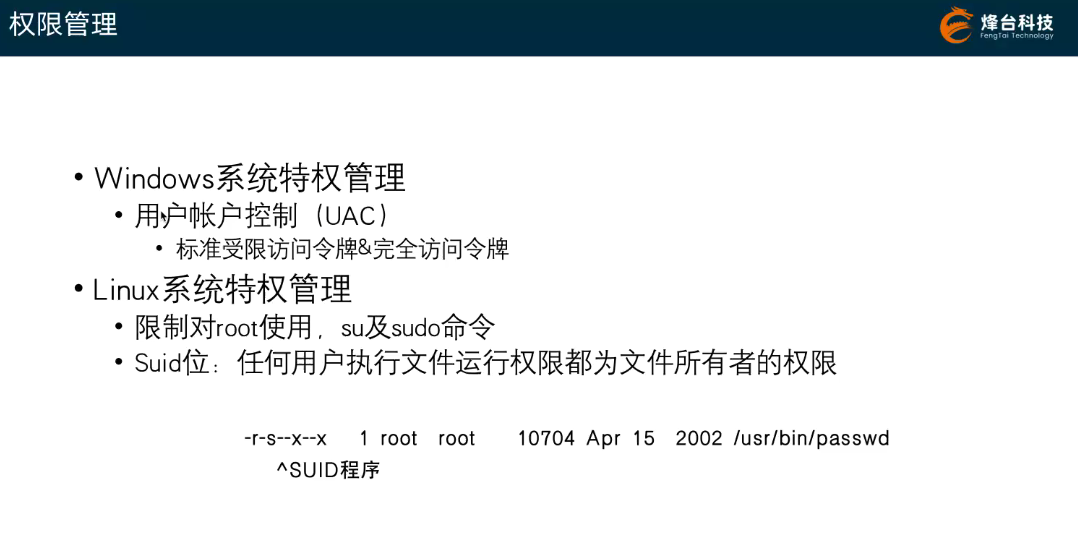 权限管理
烽台科技
FengTai Technology
• Windows系统特权管理
• 用户帐户控制（UAC）
• 标准受限访问令牌&完全访问令牌
• Linux系统特权管理
• 限制对root使用，su及sudo命令
• Suid位：任何用户执行文件运行权限都为文件所有者的权限
-r-s--x--x 1 root root 10704 Apr 15 2002 /usr/bin/passwd
^SUID程序